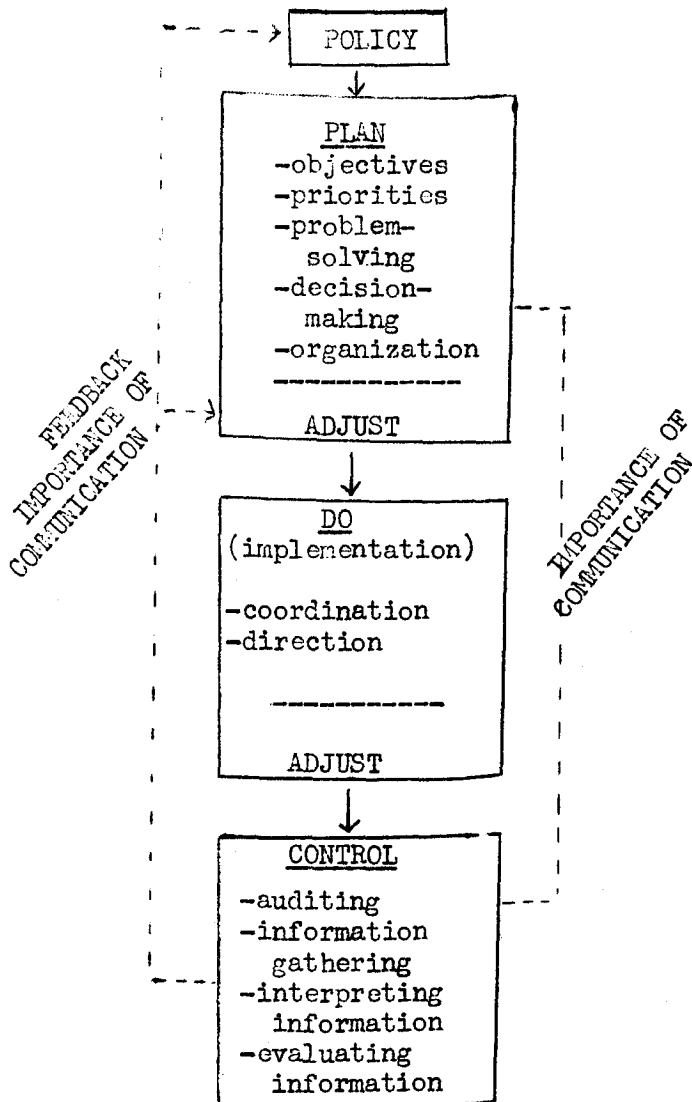 POLICY
PLAN
-objectives
-priorities
-problem-
solving
-decision-
making
-organization
ADJUST
FEEDBACK
IMPORTANCE OF
COMMUNICATION
IMPORTANCE OF
COMMUNICATION
DO
(implementation)
-coordination
-direction
ADJUST
CONTROL
-auditing
-information
gathering
-interpreting
information
-evaluating
information